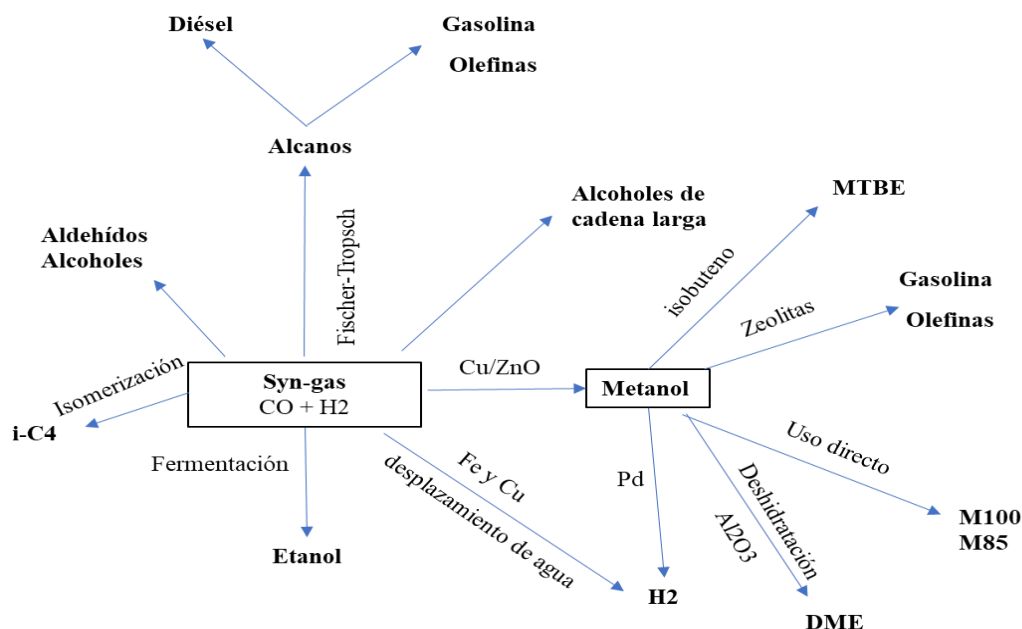 Diésel
Gasolina
Olefinas
Alcanos
Aldehídos
Alcoholes
Fischer-Tropsch
Alcoholes de
cadena larga
MTBE
isobuteno
Zeolitas
Gasolina
Olefinas
Isomerización
i-C4
Syn-gas
CO + H2
Cu/ZnO
Metanol
Fermentación
Etanol
Fe y Cu
desplazamiento de agua
Pd
H2
Deshidratación
Al2O3
DME
Uso directo
M100
M85